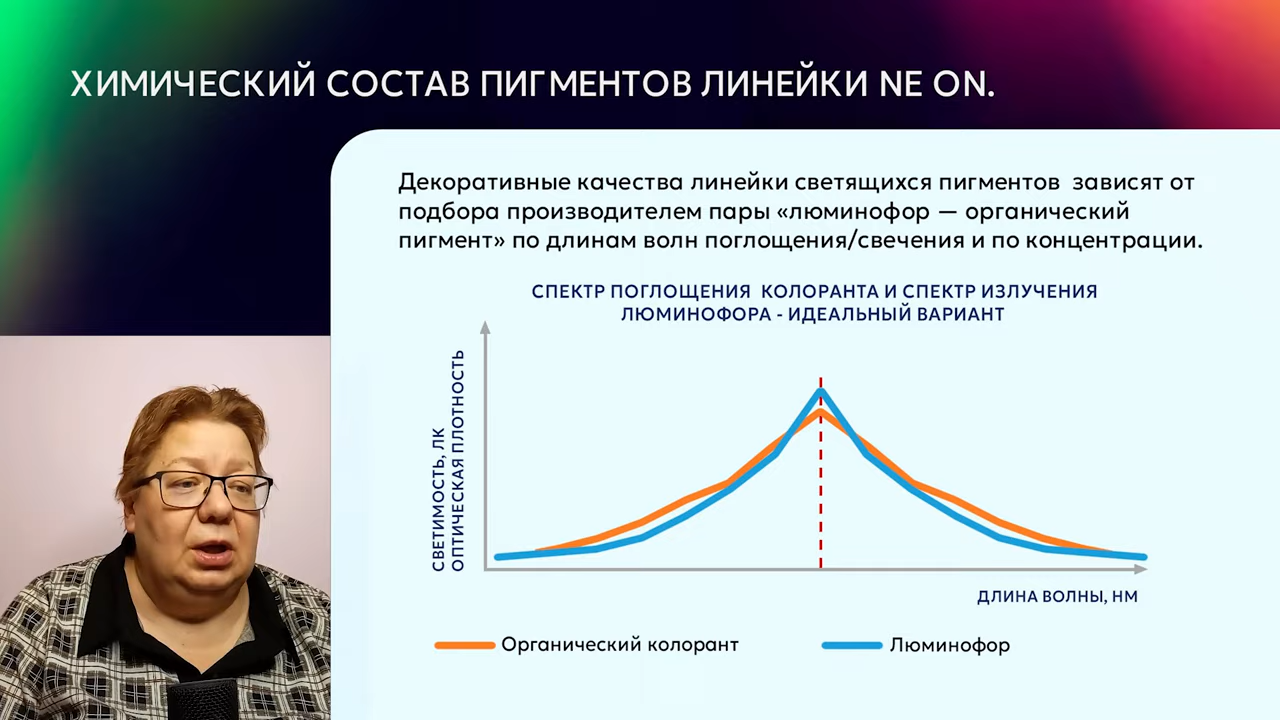 ХИМИЧЕСКИЙ СОСТАВ ПИГМЕНТОВ ЛИНЕЙКИ NE ON.
Декоративные качества линейки светящихся пигментов зависят от
подбора производителем пары «люминофор — органический
пигмент» по длинам волн поглощения/свечения и по концентрации.
СПЕКТР ПОГЛОЩЕНИЯ КОЛОРАНТА И СПЕКТР ИЗЛУЧЕНИЯ
ЛЮМИНОФОРА - ИДЕАЛЬНЫЙ ВАРИАНТ
СВЕТИМОСТЬ, ЛК
ОПТИЧЕСКАЯ ПЛОТНОСТЬ
ДЛИНА ВОЛНЫ, НМ
Органический колорант
Люминофор